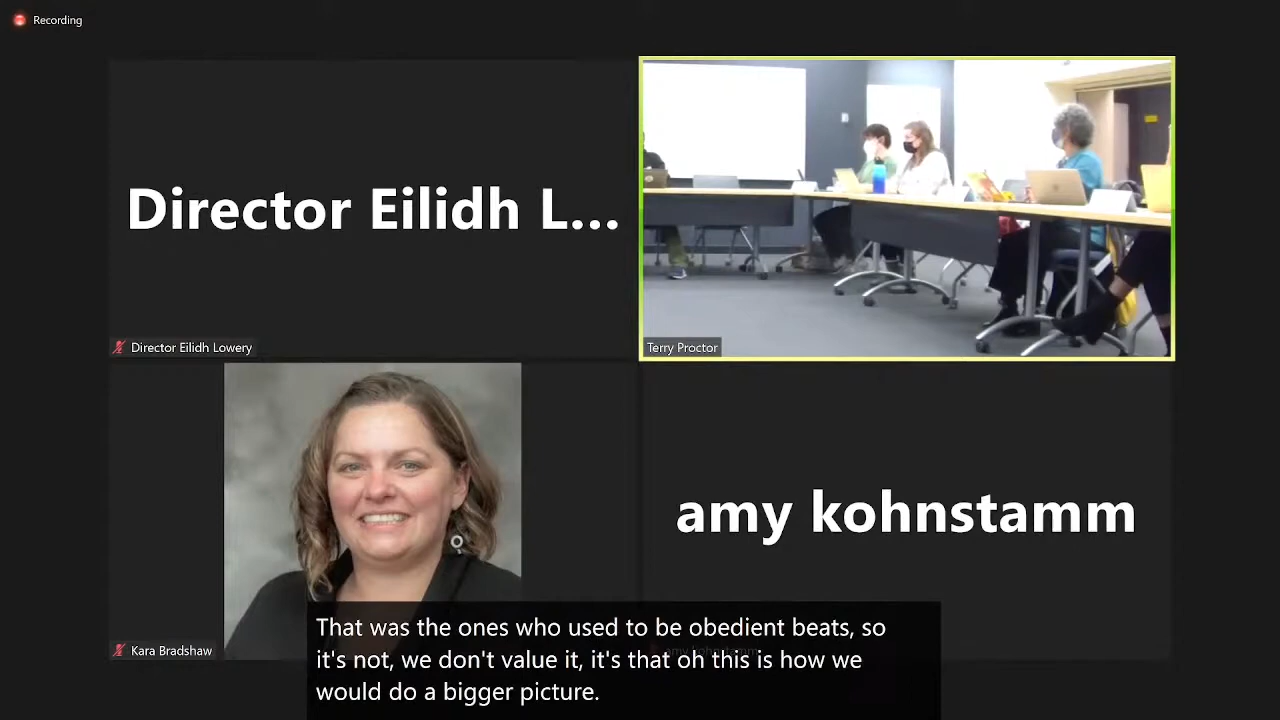 Recording
Director Eilidh L...
Director Eilidh Lowery
Terry Proctor
amy kohnstamm
Kara Bradshaw
amy kohnstamm
That was the ones who used to be obedient beats, so
it's not, we don't value it, it's that oh this is how we
would do a bigger picture.